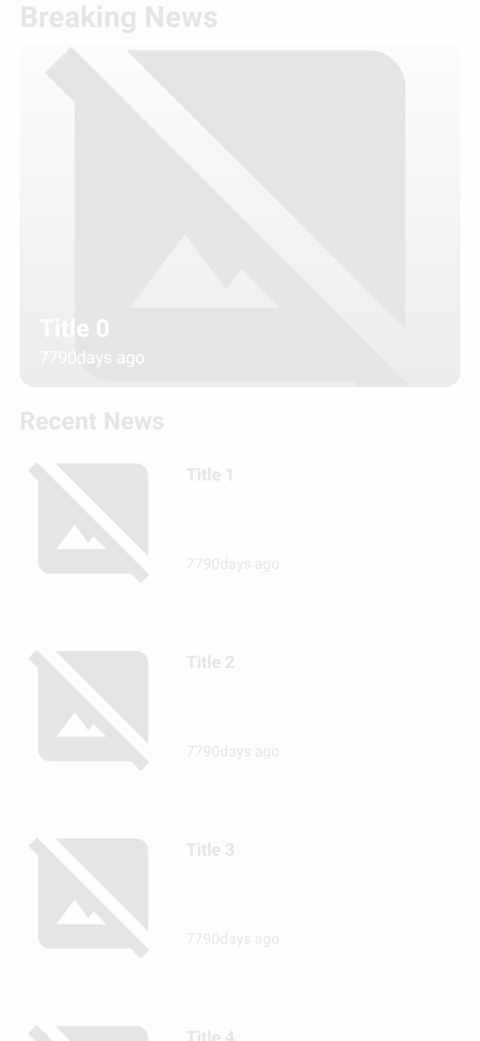 Breaking News
Title 0
7790days ago
Recent News
Title 1
7790days ago
Title 2
7790days ago
Title 3
7790days ago
Title 4